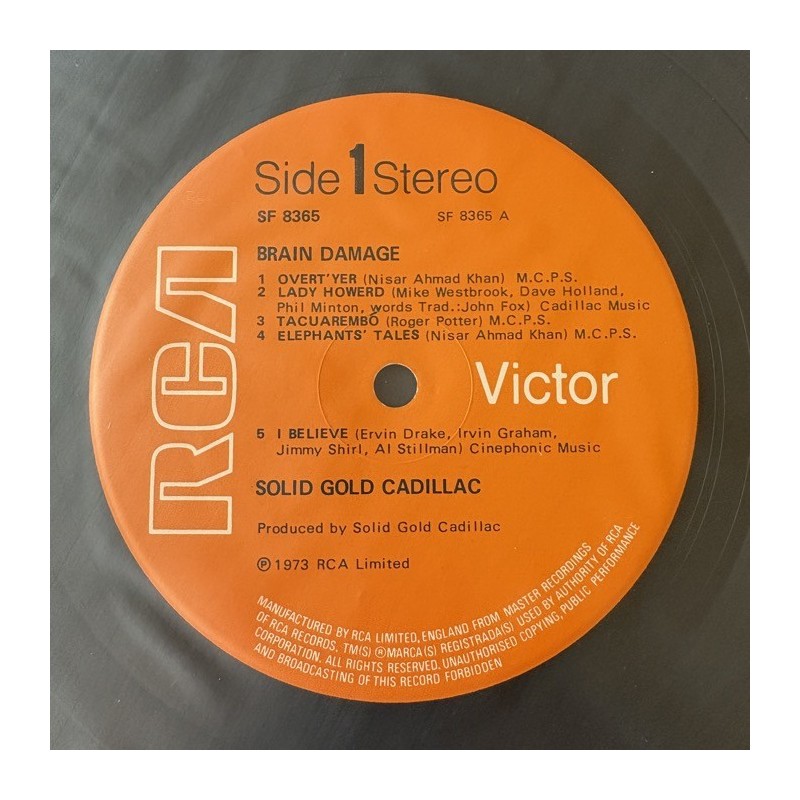 Side 1 Stereo
SF 8365 SF 8365 A
BRAIN DAMAGE
1 OVERT'YER (Nisar Ahmad Khan) M.C.P.S.
2 LADY HOWERD (Mike Westbrook, Dave Holland,
Phil Minton, words Trad.:John Fox) Cadillac Music
3 TACUAREMBÔ (Roger Potter) M.C.P.S.
4 ELEPHANTS' TALES (Nisar Ahmad Khan) M.C.P.S.
RCA
Victor
5 I BELIEVE (Ervin Drake, Irvin Graham,
Jimmy Shirl, Al Stillman) Cinephonic Music
SOLID GOLD CADILLAC
Produced by Solid Gold Cadillac
℗ 1973 RCA Limited
MANUFACTURED BY RCA LIMITED, ENGLAND FROM MASTER RECORDINGS
OF RCA RECORDS. TM(S) ® MARCA(S) REGISTRADA(S) USED BY AUTHORITY OF RCA
CORPORATION. ALL RIGHTS RESERVED. UNAUTHORISED COPYING, PUBLIC PERFORMANCE
AND BROADCASTING OF THIS RECORD FORBIDDEN